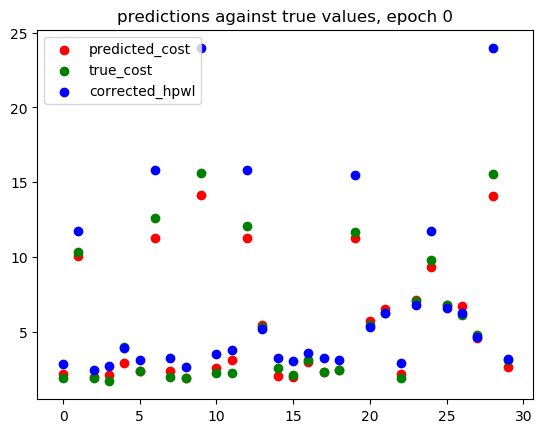 predictions against true values, epoch 0
predicted_cost
true_cost
corrected_hpwl
25
20
15
10
5
0 5 10 15 20 25 30